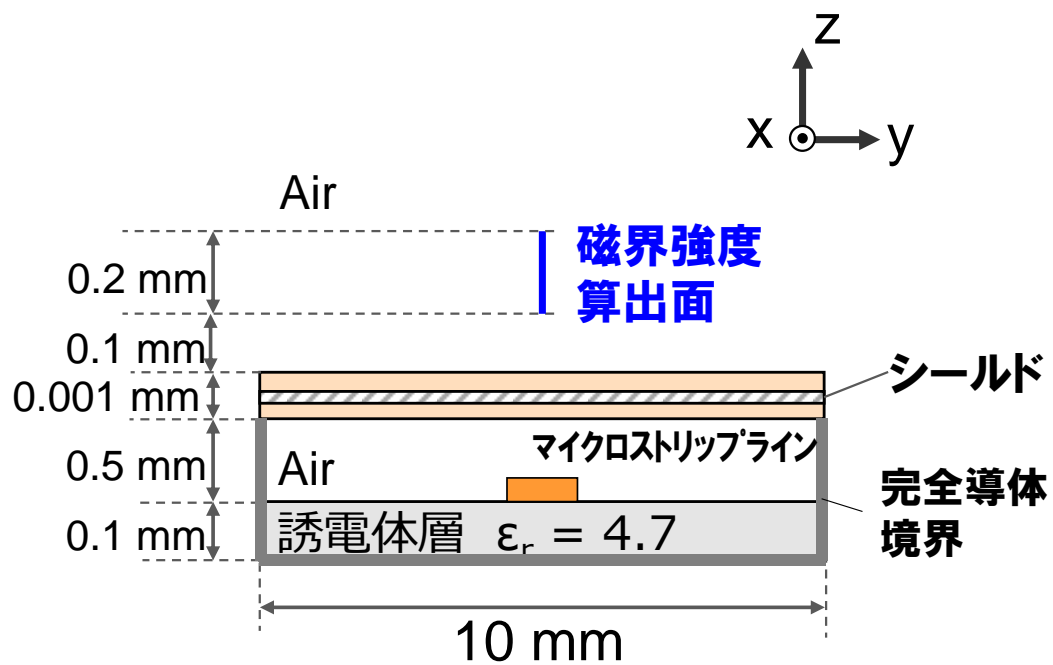 z
x
y
Air
0.2 mm
磁界強度
算出面
0.1 mm
シールド
0.001 mm
マイクロストリップライン
0.5 mm
Air
完全導体
境界
0.1 mm
誘電体層 εr = 4.7
10 mm